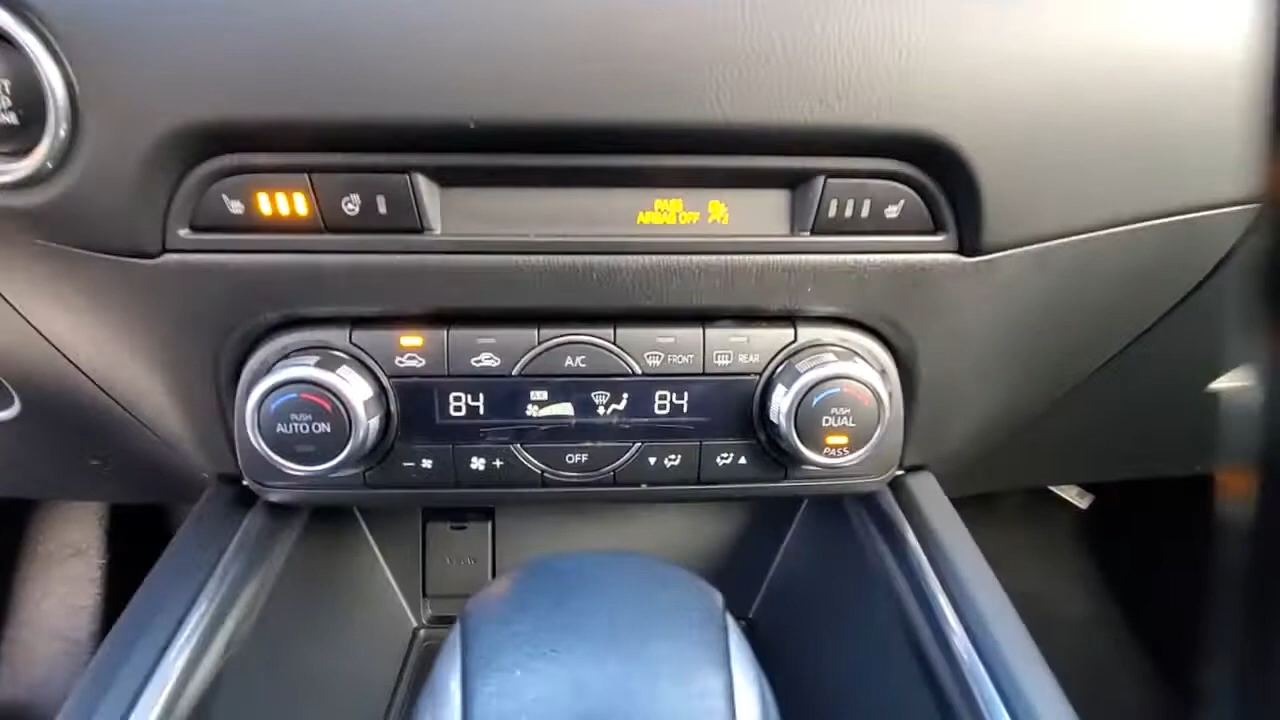 PASS
AIRBAG OFF
A/C
FRONT
REAR
84
A/C
84
PUSH
AUTO ON
PUSH
DUAL
PASS
- 
+
OFF